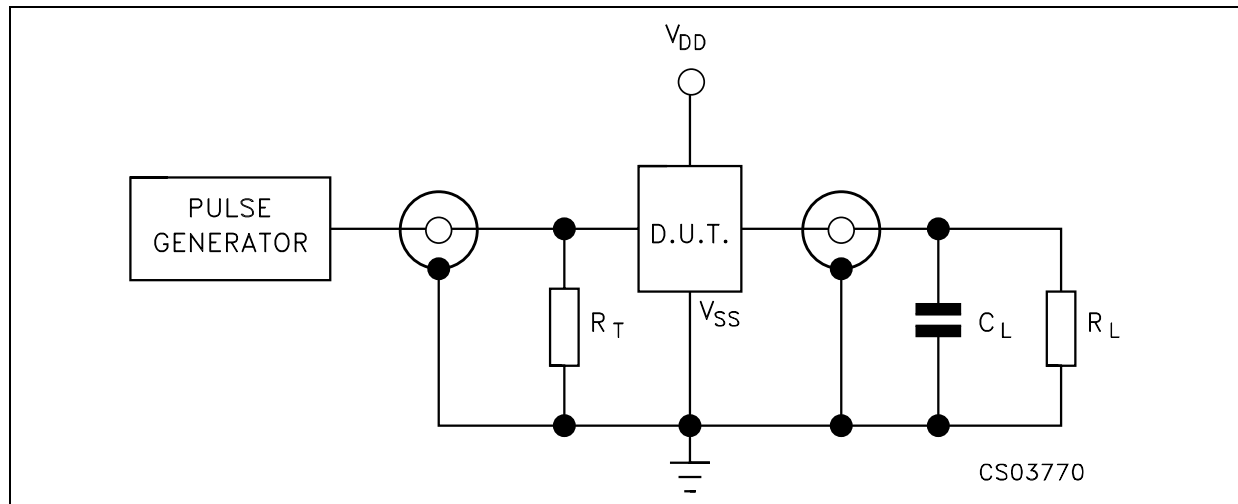 VDD
PULSE
GENERATOR
D.U.T.
VSS
RT
CL
RL
CS03770